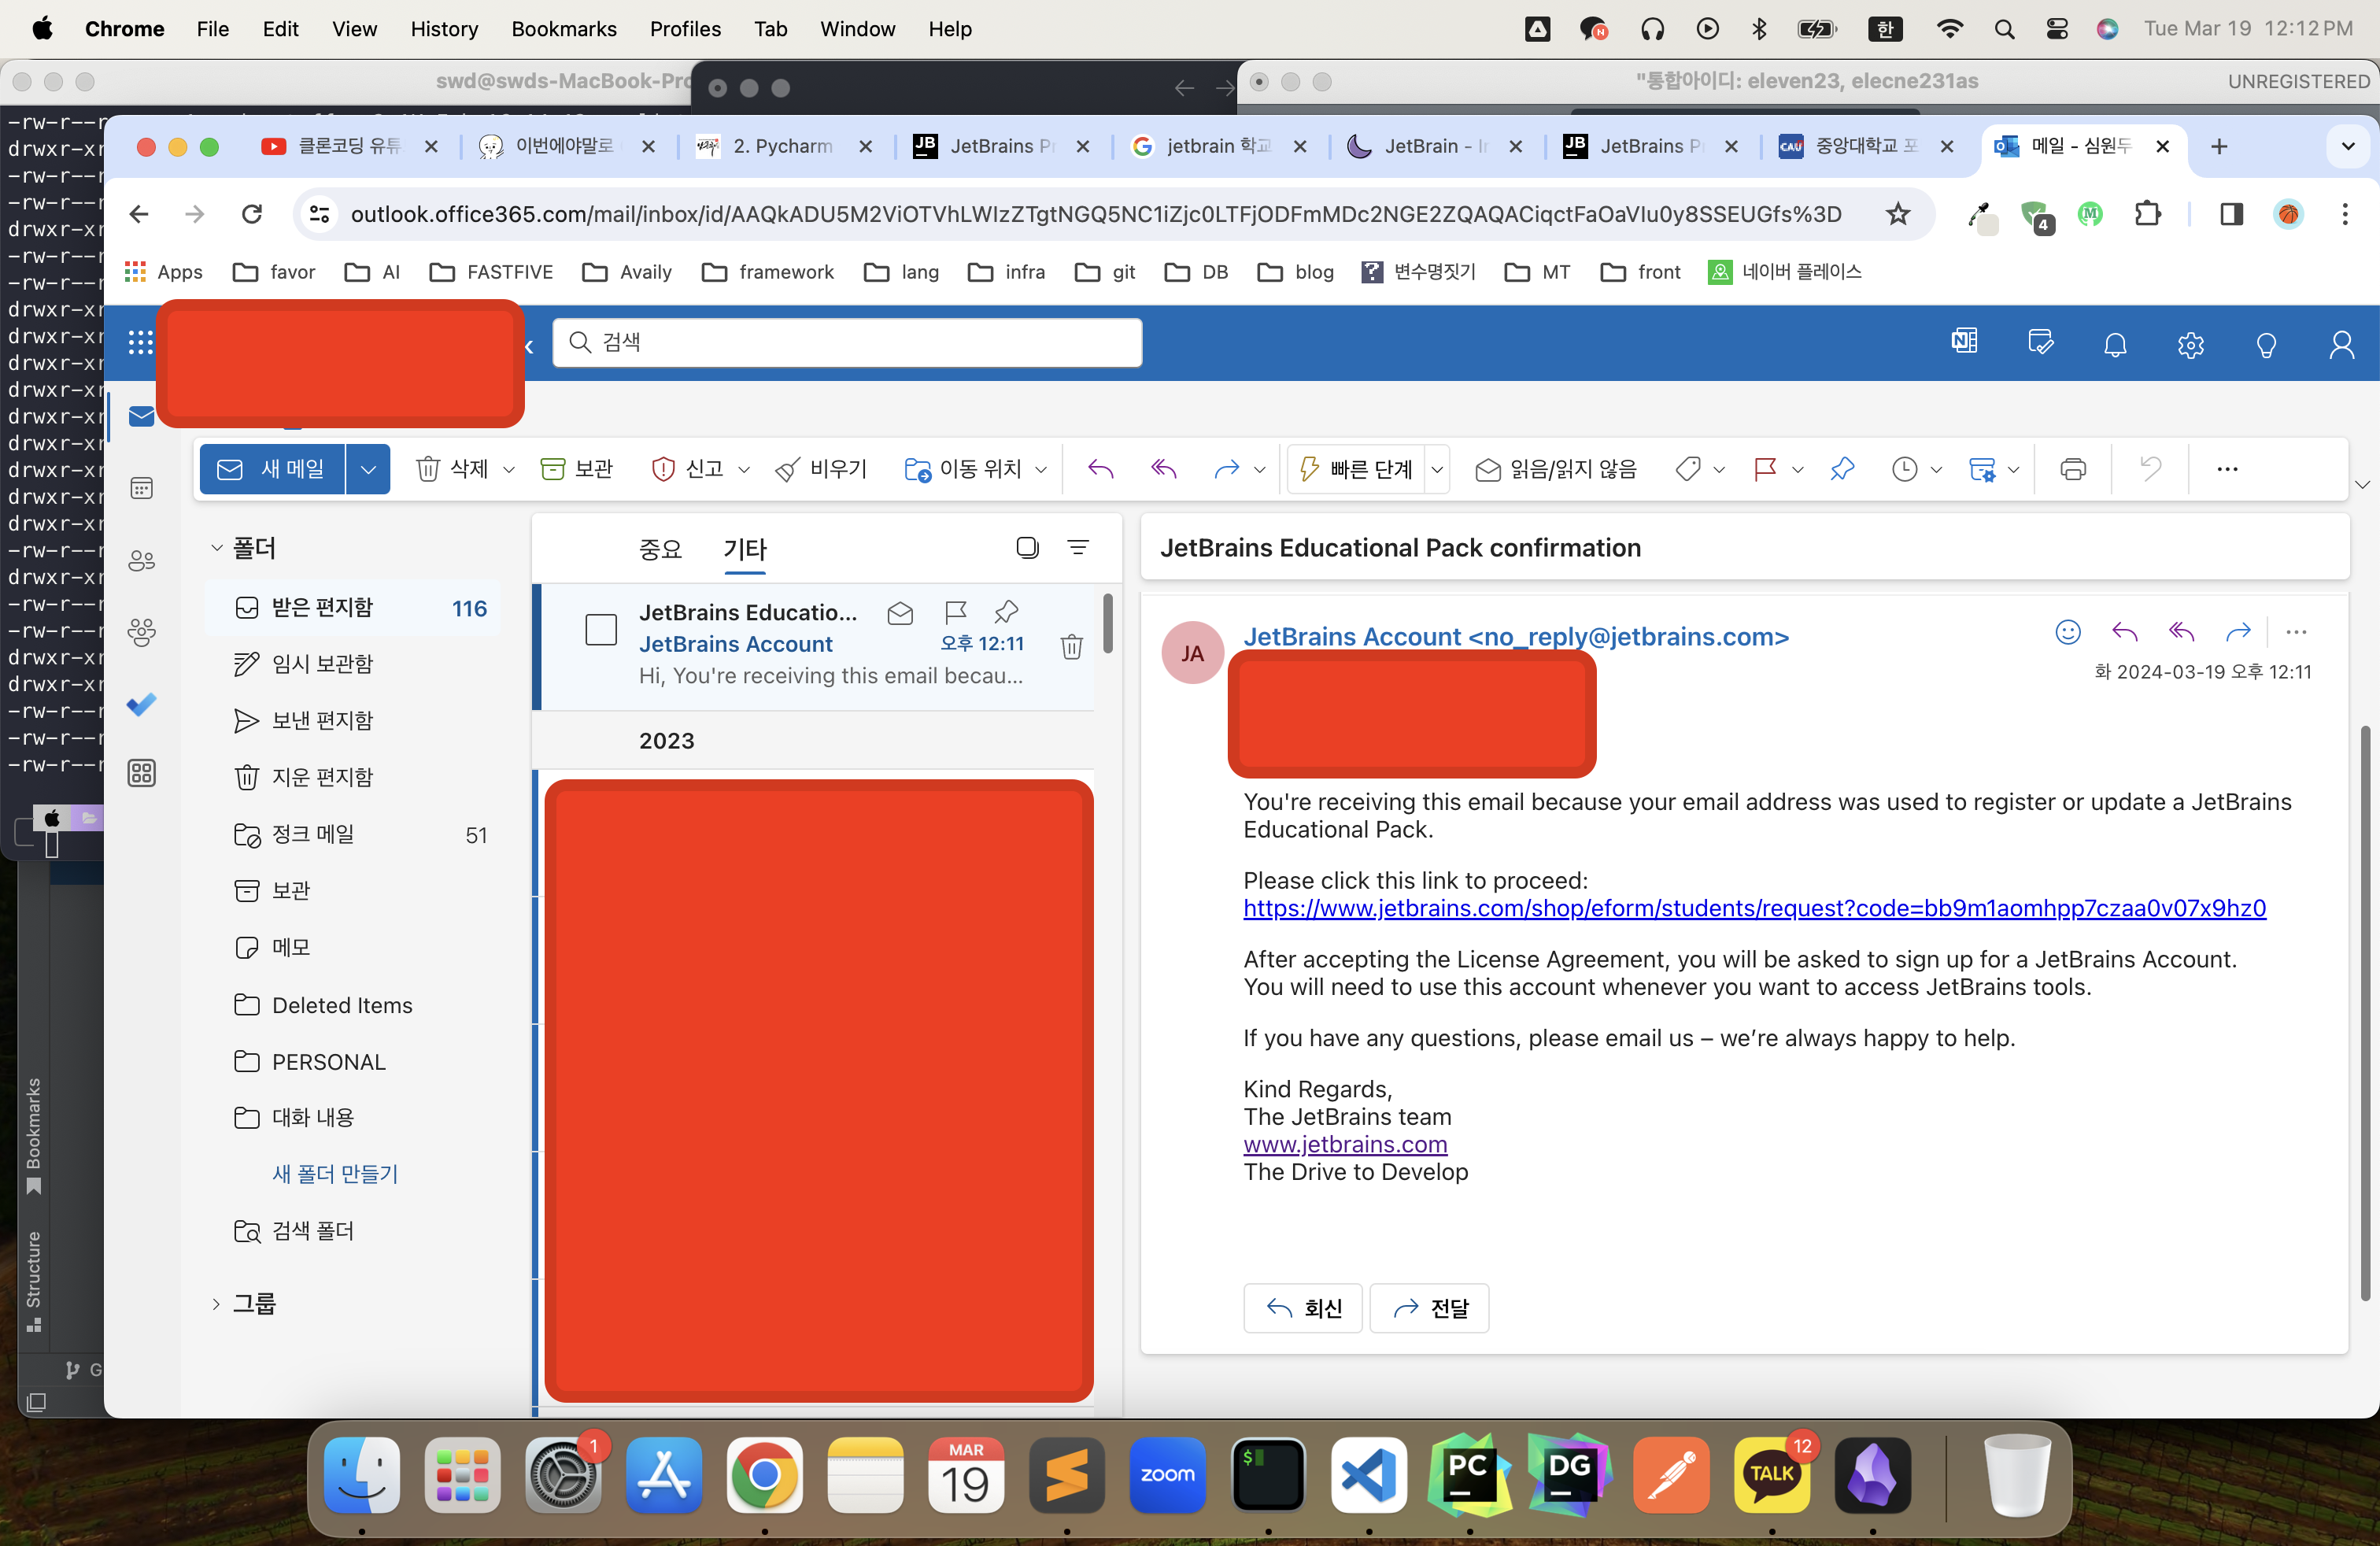 Chrome File Edit View History Bookmarks Profiles Tab Window Help
한 Tue Mar 19 12:12 PM
swd@swds-MacBook-Pro
"통합아이디: eleven23, elecne231as UNREGISTERED
클론코딩 유튜
이번에야말로
2. Pycharm
JetBrains P
jetbrain 학교
JetBrain - I
JetBrains P
중앙대학교 포
메일 - 심원두
outlook.office365.com/mail/inbox/id/AAQkADU5M2ViOTVhLWIzZTgtNGQ5NC1iZjc0LTFjODFmMDc2NGE2ZQAQACiqctFaOaVIu0y8SSEUGfs%3D
4
Apps favor AI FASTFIVE Availy framework lang infra git DB blog 변수명짓기 MT front 네이버 플레이스
검색
새 메일 삭제 보관 신고 비우기 이동 위치 빠른 단계 읽음/읽지 않음
폴더
받은 편지함 116
임시 보관함
보낸 편지함
지운 편지함
정크 메일 51
보관
메모
Deleted Items
PERSONAL
대화 내용
새 폴더 만들기
검색 폴더
그룹
중요 기타
JetBrains Educatio...
JetBrains Account 오후 12:11
Hi, You're receiving this email becau...
2023
JetBrains Educational Pack confirmation
JA
JetBrains Account <no_reply@jetbrains.com>
화 2024-03-19 오후 12:11
You're receiving this email because your email address was used to register or update a JetBrains
Educational Pack.
Please click this link to proceed:
https://www.jetbrains.com/shop/eform/students/request?code=bb9m1aomhpp7czaa0v07x9hz0
After accepting the License Agreement, you will be asked to sign up for a JetBrains Account.
You will need to use this account whenever you want to access JetBrains tools.
If you have any questions, please email us – we're always happy to help.
Kind Regards,
The JetBrains team
www.jetbrains.com
The Drive to Develop
회신 전달
Bookmarks
Structure
G
1
MAR
19
zoom
$
PC
DG
TALK
12